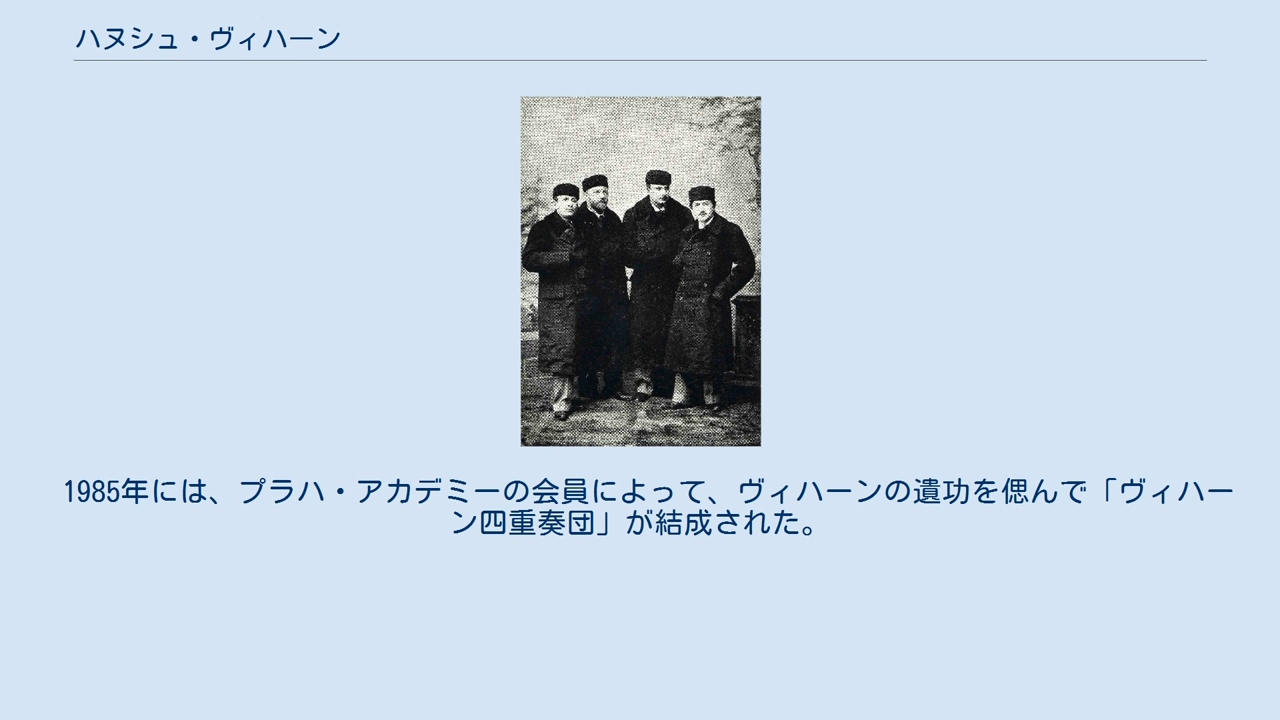 ハヌシュ・ヴィハーン
1985年には、プラハ・アカデミーの会員によって、ヴィハーンの遺功を偲んで「ヴィハー
ン四重奏団」が結成された。